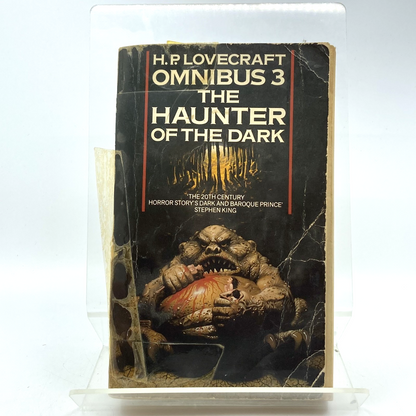 H.P. LOVECRAFT
OMNIBUS 3
THE
HAUNTER
OF THE DARK
'THE 20TH CENTURY
HORROR STORY'S DARK AND BAROQUE PRINCE'
STEPHEN KING